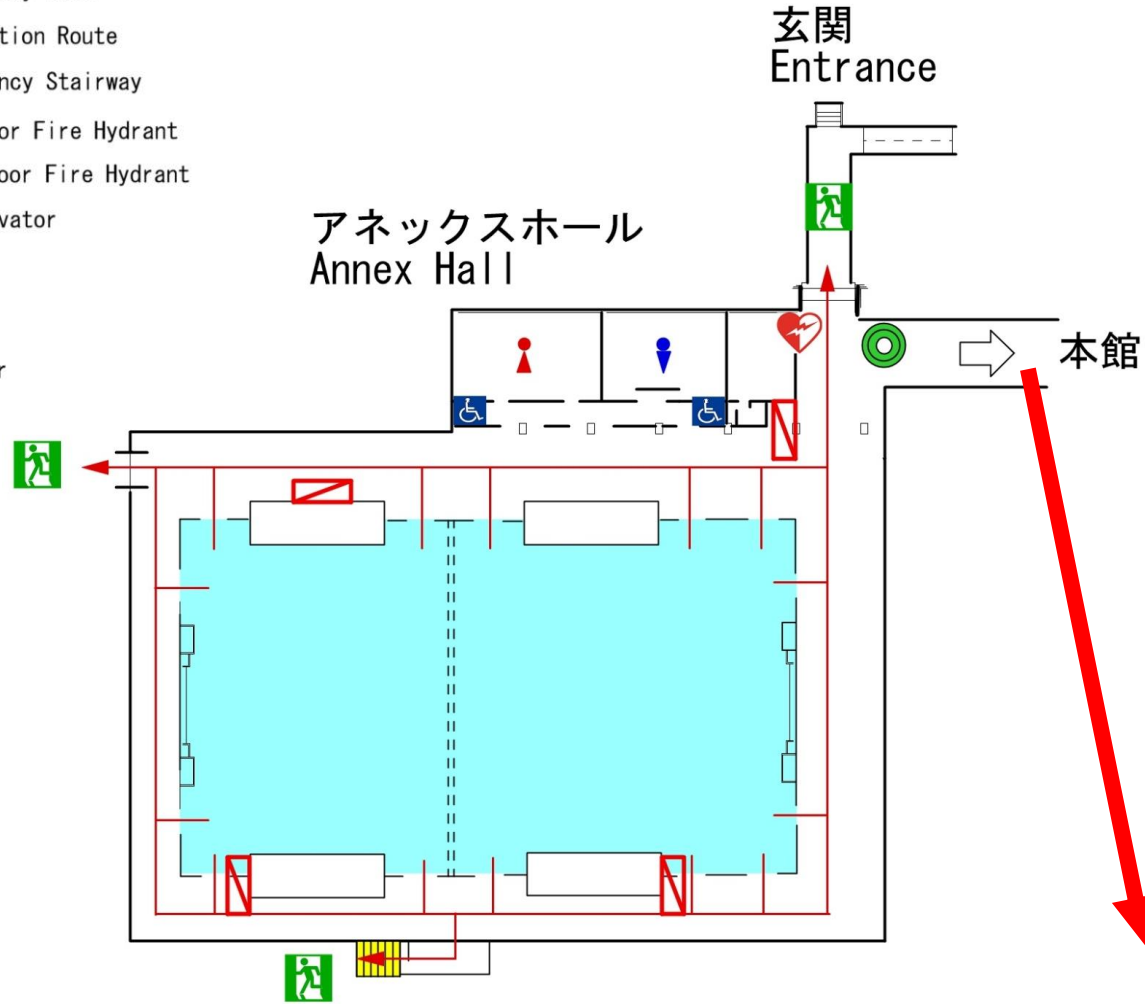 tion Route
ncy Stairway
or Fire Hydrant
oor Fire Hydrant
vator
玄関
Entrance
アネックスホール
Annex Hall
本館